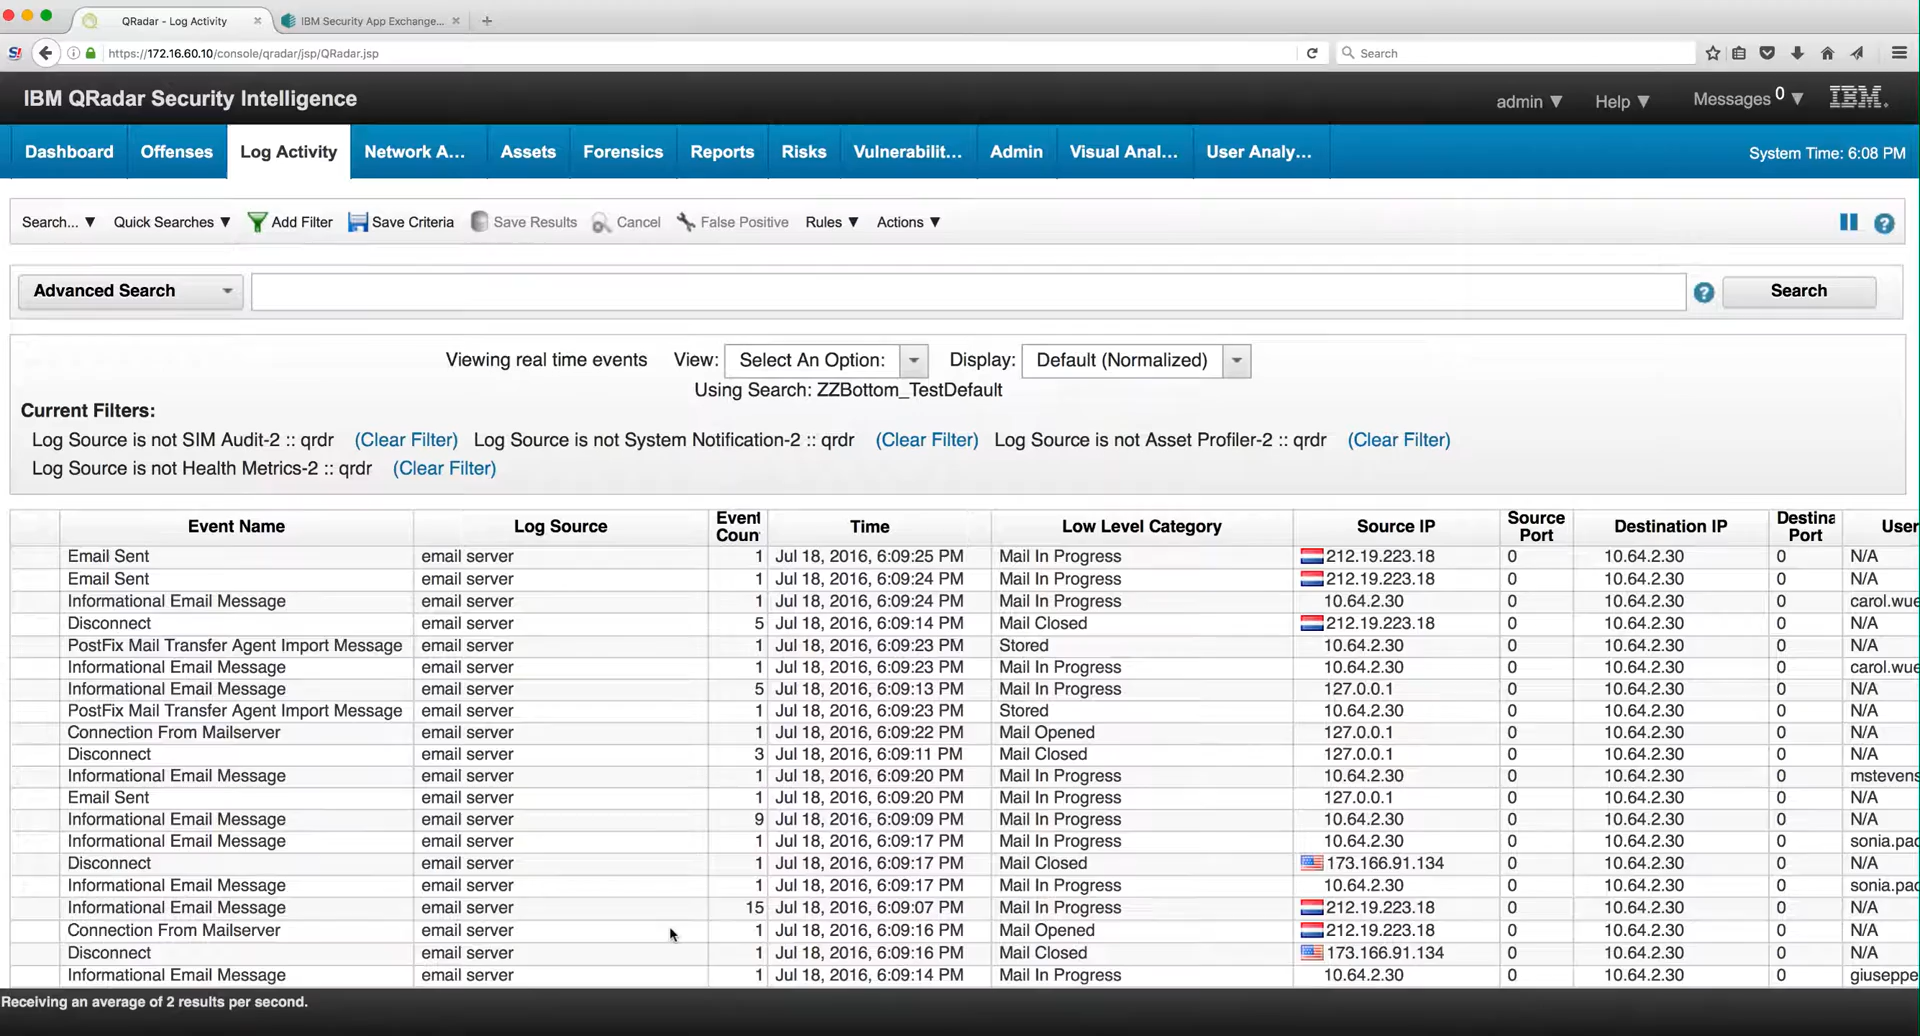 QRadar - Log Activity × IBM Security App Exchange... × +
S! https://172.16.60.10/console/qradar/jsp/QRadar.jsp Search
IBM QRadar Security Intelligence admin Help Messages 0 IBM
Dashboard Offenses Log Activity Network A... Assets Forensics Reports Risks Vulnerabilit... Admin Visual Anal... User Analy... System Time: 6:08 PM
Search... Quick Searches Add Filter Save Criteria Save Results Cancel False Positive Rules Actions ?
Advanced Search ? Search
Viewing real time events View: Select An Option: Display: Default (Normalized)
Using Search: ZZBottom_TestDefault
Current Filters:
Log Source is not SIM Audit-2 :: qrdr (Clear Filter) Log Source is not System Notification-2 :: qrdr (Clear Filter) Log Source is not Asset Profiler-2 :: qrdr (Clear Filter)
Log Source is not Health Metrics-2 :: qrdr (Clear Filter)
Event Name Log Source Event Coun Time Low Level Category Source IP Source Port Destination IP Destina Port User
Email Sent email server 1 Jul 18, 2016, 6:09:25 PM Mail In Progress 212.19.223.18 0 10.64.2.30 0 N/A
Email Sent email server 1 Jul 18, 2016, 6:09:24 PM Mail In Progress 212.19.223.18 0 10.64.2.30 0 N/A
Informational Email Message email server 1 Jul 18, 2016, 6:09:24 PM Mail In Progress 10.64.2.30 0 10.64.2.30 0 carol.wue
Disconnect email server 5 Jul 18, 2016, 6:09:14 PM Mail Closed 212.19.223.18 0 10.64.2.30 0 N/A
PostFix Mail Transfer Agent Import Message email server 1 Jul 18, 2016, 6:09:23 PM Stored 10.64.2.30 0 10.64.2.30 0 N/A
Informational Email Message email server 1 Jul 18, 2016, 6:09:23 PM Mail In Progress 10.64.2.30 0 10.64.2.30 0 carol.wue
Informational Email Message email server 5 Jul 18, 2016, 6:09:13 PM Mail In Progress 127.0.0.1 0 10.64.2.30 0 N/A
PostFix Mail Transfer Agent Import Message email server 1 Jul 18, 2016, 6:09:23 PM Stored 10.64.2.30 0 10.64.2.30 0 N/A
Connection From Mailserver email server 1 Jul 18, 2016, 6:09:22 PM Mail Opened 127.0.0.1 0 10.64.2.30 0 N/A
Disconnect email server 3 Jul 18, 2016, 6:09:11 PM Mail Closed 127.0.0.1 0 10.64.2.30 0 N/A
Informational Email Message email server 1 Jul 18, 2016, 6:09:20 PM Mail In Progress 10.64.2.30 0 10.64.2.30 0 mstevens
Email Sent email server 1 Jul 18, 2016, 6:09:20 PM Mail In Progress 127.0.0.1 0 10.64.2.30 0 N/A
Informational Email Message email server 9 Jul 18, 2016, 6:09:09 PM Mail In Progress 10.64.2.30 0 10.64.2.30 0 N/A
Informational Email Message email server 1 Jul 18, 2016, 6:09:17 PM Mail In Progress 10.64.2.30 0 10.64.2.30 0 sonia.pac
Disconnect email server 1 Jul 18, 2016, 6:09:17 PM Mail Closed 173.166.91.134 0 10.64.2.30 0 N/A
Informational Email Message email server 1 Jul 18, 2016, 6:09:17 PM Mail In Progress 10.64.2.30 0 10.64.2.30 0 sonia.pac
Informational Email Message email server 15 Jul 18, 2016, 6:09:07 PM Mail In Progress 212.19.223.18 0 10.64.2.30 0 N/A
Connection From Mailserver email server 1 Jul 18, 2016, 6:09:16 PM Mail Opened 212.19.223.18 0 10.64.2.30 0 N/A
Disconnect email server 1 Jul 18, 2016, 6:09:16 PM Mail Closed 173.166.91.134 0 10.64.2.30 0 N/A
Informational Email Message email server 1 Jul 18, 2016, 6:09:14 PM Mail In Progress 10.64.2.30 0 10.64.2.30 0 giuseppe
Receiving an average of 2 results per second.